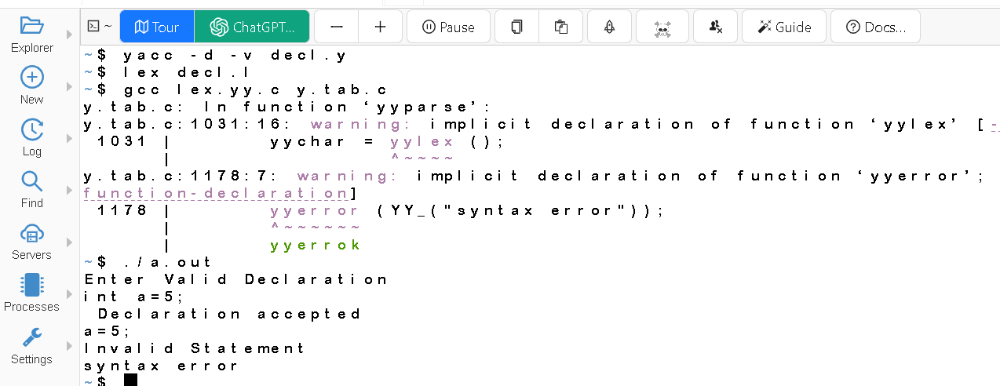 Explorer
New
Log
Find
Servers
Processes
Settings
~ Tour ChatGPT... Pause Guide Docs...
~$ yacc -d -v decl.y
~$ lex decl.l
~$ gcc lex.yy.c y.tab.c
y.tab.c: In function ‘yyparse’:
y.tab.c:1031:16: warning: implicit declaration of function ‘yylex’ [-
1031 | yychar = yylex ();
| ^~~~~
y.tab.c:1178:7: warning: implicit declaration of function ‘yyerror’;
function-declaration]
1178 | yyerror (YY_("syntax error"));
| ^~~~~~~
| yyerrok
~$ ./a.out
Enter Valid Declaration
int a=5;
Declaration accepted
a=5;
Invalid Statement
syntax error
~$